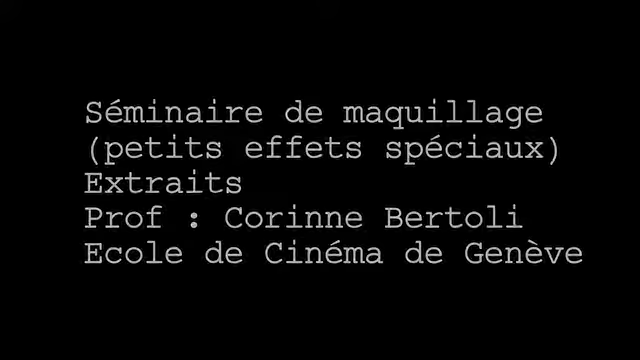 Séminaire de maquillage
(petits effets spéciaux)
Extraits
Prof : Corinne Bertoli
Ecole de Cinéma de Genève